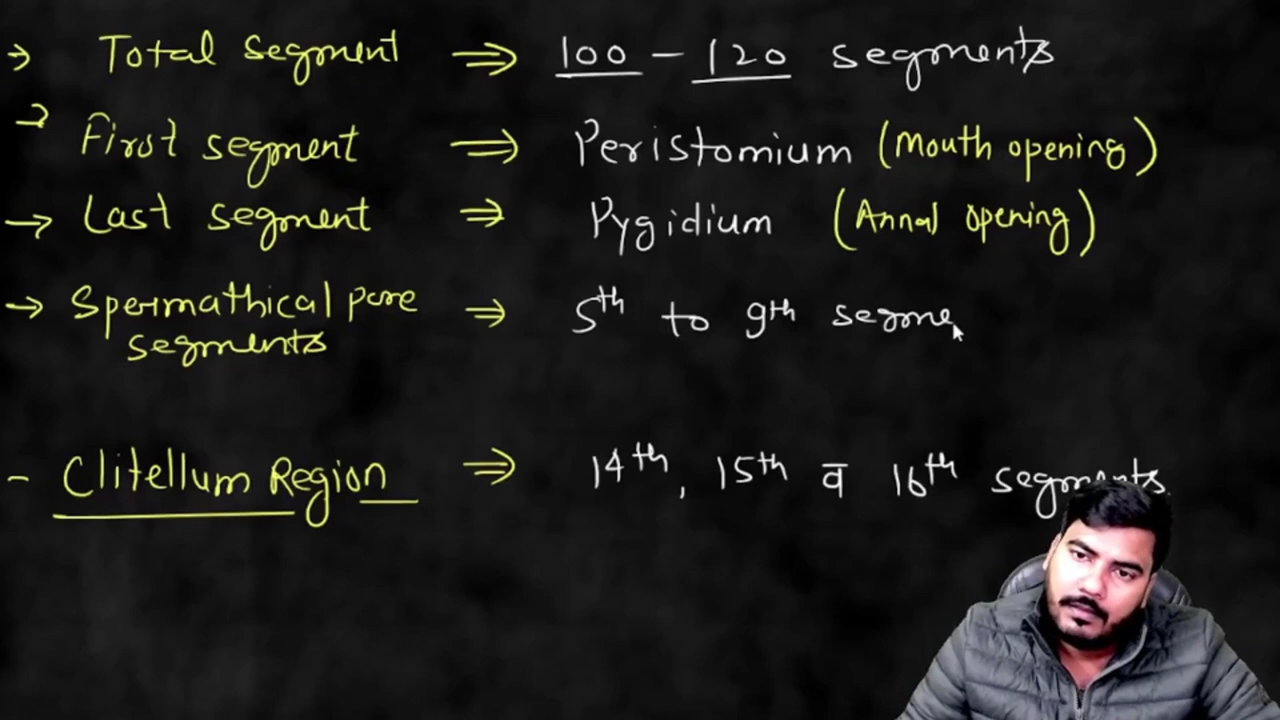 → Total segment ⇒ 100 - 120 segments
→ First segment ⇒ Peristomium (Mouth opening)
→ Last segment ⇒ Pygidium (Annal opening)
→ Spermathical pore ⇒ 5th to 9th segme
segments
- Clitellum Region ⇒ 14th, 15th व 16th segments.